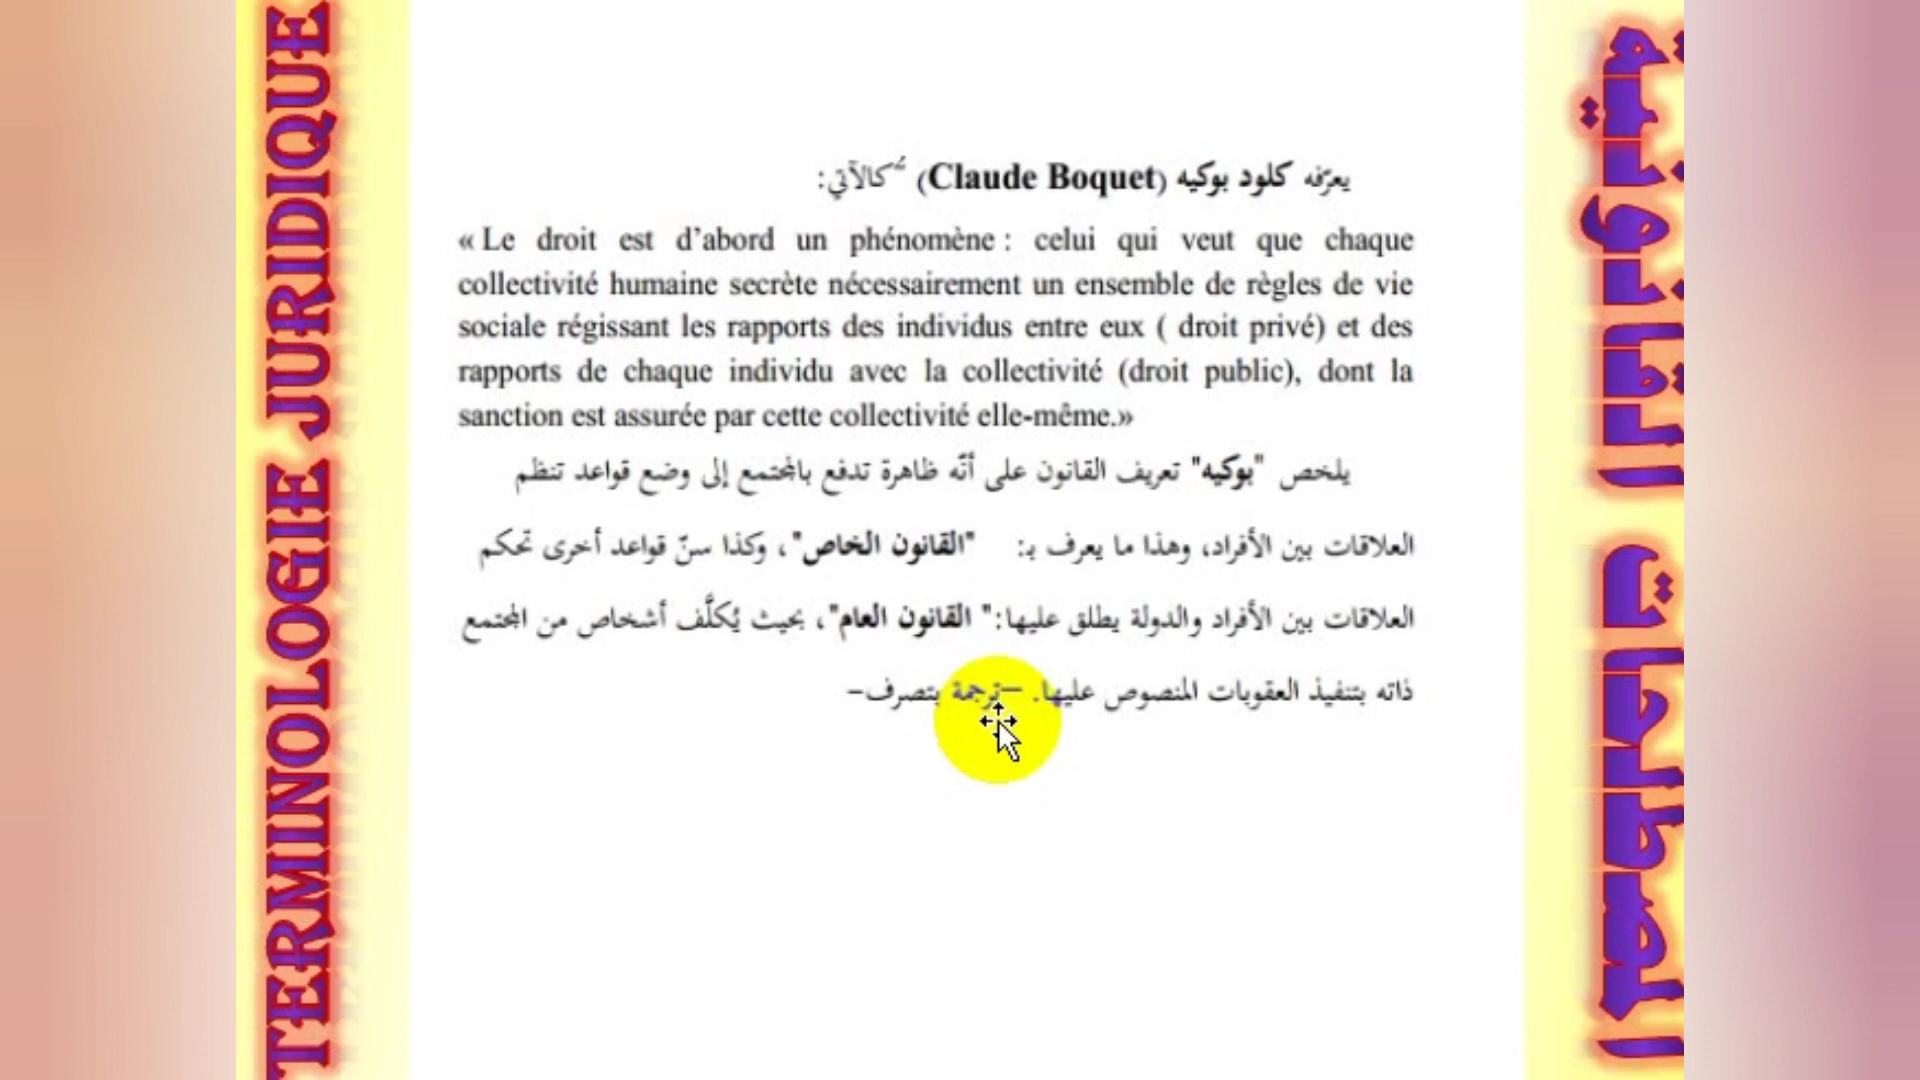 TERMINOLOGIE JURIDIQUE
يعرّفه كلود بوكيه (Claude Boquet) كالآتي:
« Le droit est d’abord un phénomène : celui qui veut que chaque
collectivité humaine secrète nécessairement un ensemble de règles de vie
sociale régissant les rapports des individus entre eux ( droit privé) et des
rapports de chaque individu avec la collectivité (droit public), dont la
sanction est assurée par cette collectivité elle-même.»
يلخص "بوكيه" تعريف القانون على أنّه ظاهرة تدفع بالمجتمع إلى وضع قواعد تنظم
العلاقات بين الأفراد، وهذا ما يعرف بـ: "القانون الخاص"، وكذا سنّ قواعد أخرى تحكم
العلاقات بين الأفراد والدولة يطلق عليها:" القانون العام"، بحيث يُكلَّف أشخاص من المجتمع
ذاته بتنفيذ العقوبات المنصوص عليها. –ترجمة بتصرف–
المصطلحات القانونية